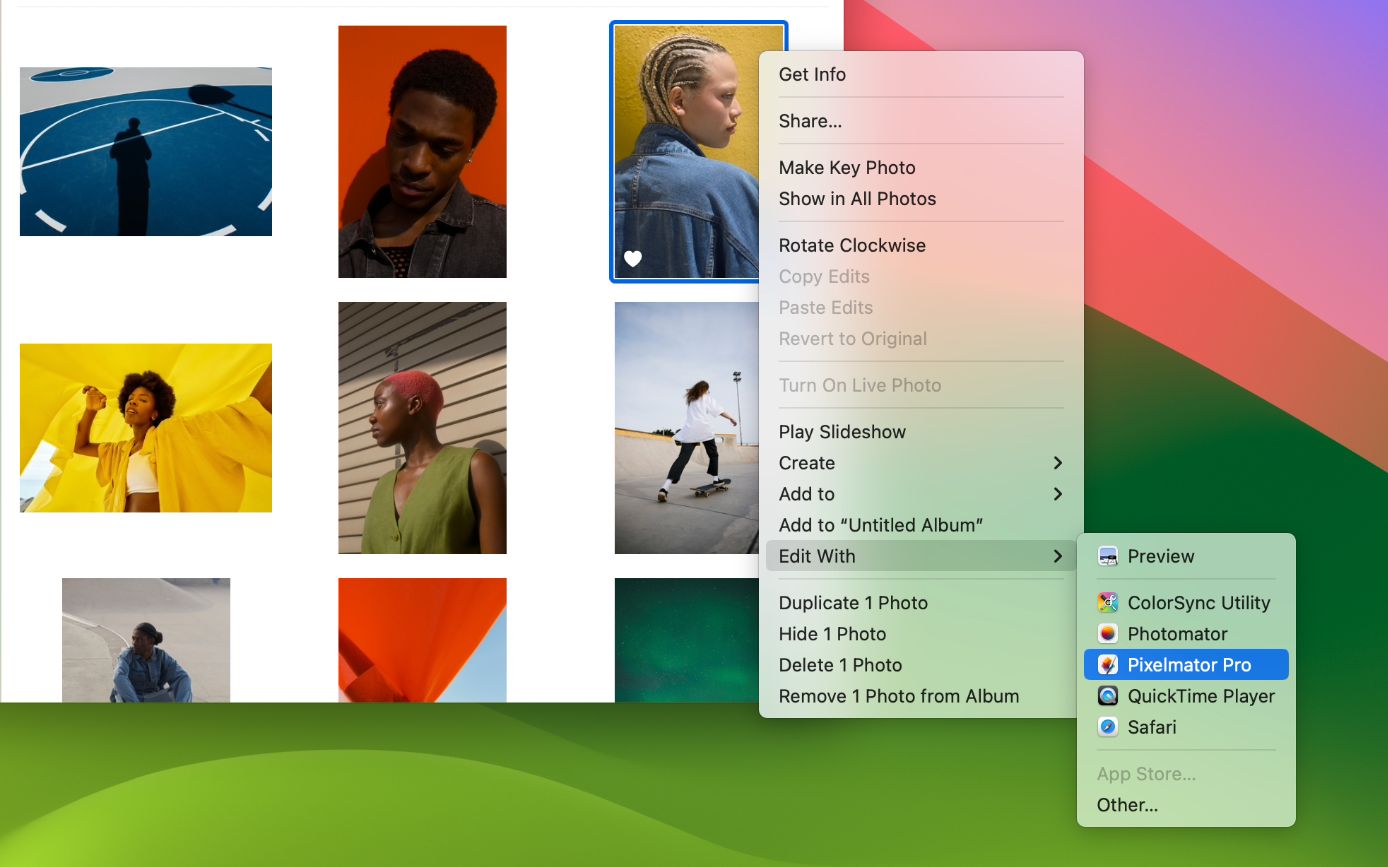 Get Info
Share...
Make Key Photo
Show in All Photos
Rotate Clockwise
Copy Edits
Paste Edits
Revert to Original
Turn On Live Photo
Play Slideshow
Create
Add to
Add to “Untitled Album”
Edit With
Duplicate 1 Photo
Hide 1 Photo
Delete 1 Photo
Remove 1 Photo from Album
Preview
ColorSync Utility
Photomator
Pixelmator Pro
QuickTime Player
Safari
App Store...
Other...